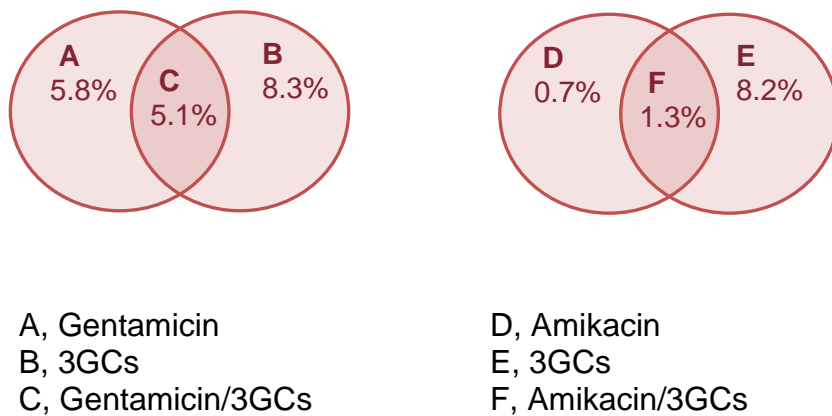 A
5.8%
C
5.1%
B
8.3%
D
0.7%
F
1.3%
E
8.2%
A, Gentamicin
B, 3GCs
C, Gentamicin/3GCs
D, Amikacin
E, 3GCs
F, Amikacin/3GCs